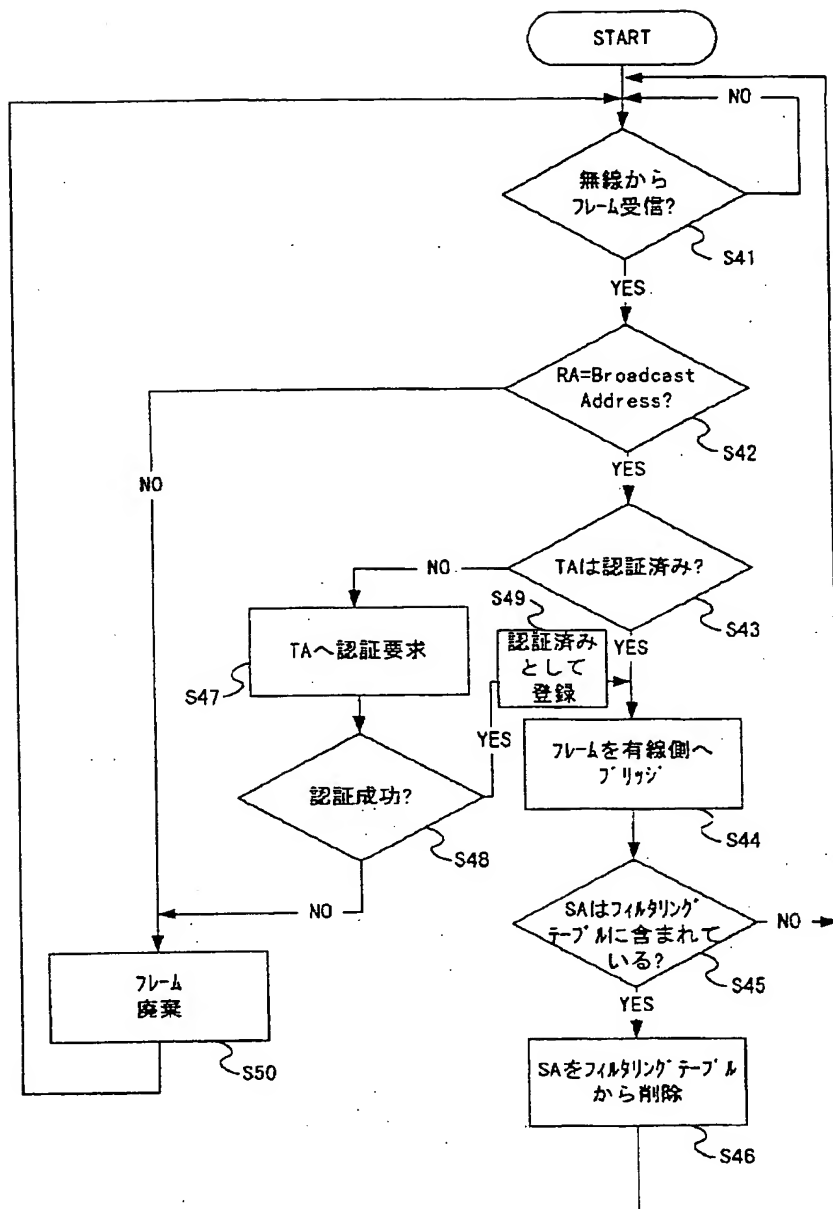 START
NO
無線から
フレーム受信?
S41
YES
RA=Broadcast
Address?
S42
NO
YES
TAは認証済み?
S43
NO
S49
YES
TAへ認証要求
S47
認証済み
として
登録
YES
フレームを有線側へ
ブリッジ
S44
認証成功?
S48
NO
SAはフィルタリング
テーブルに含まれて
いる?
NO
S45
YES
フレーム
廃棄
S50
SAをフィルタリングテーブル
から削除
S46